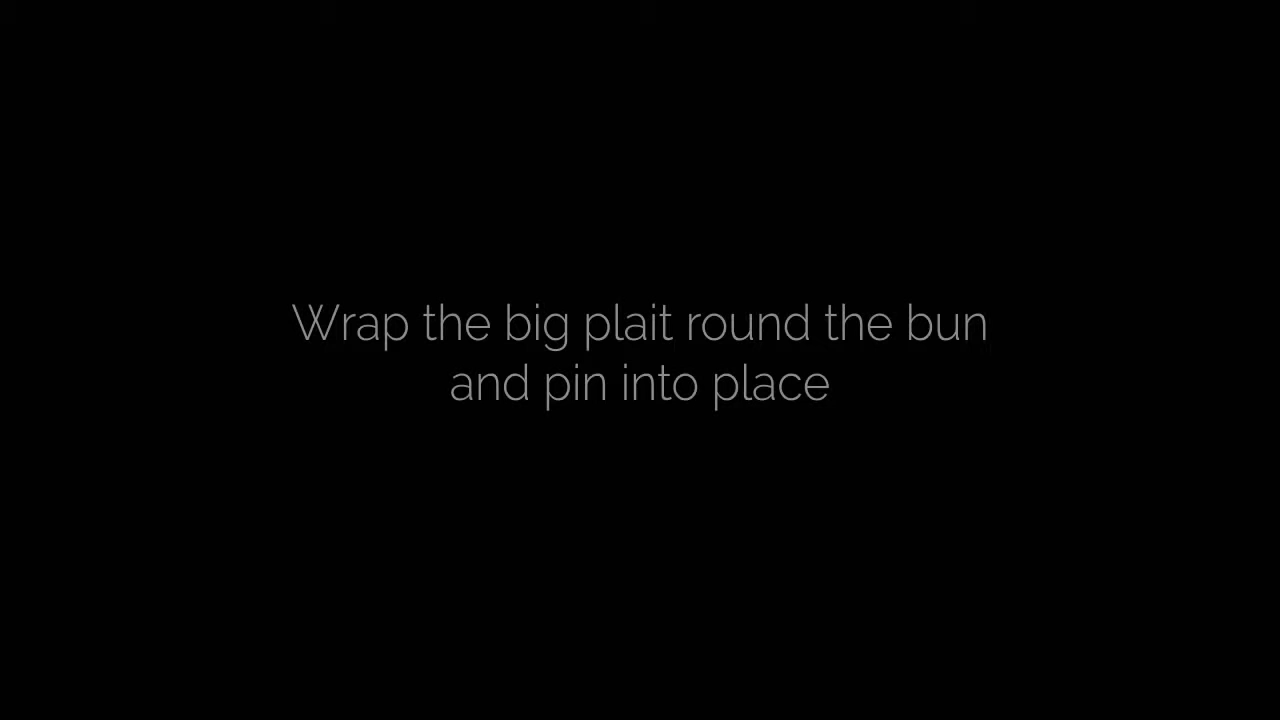 Wrap the big plait round the bun
and pin into place